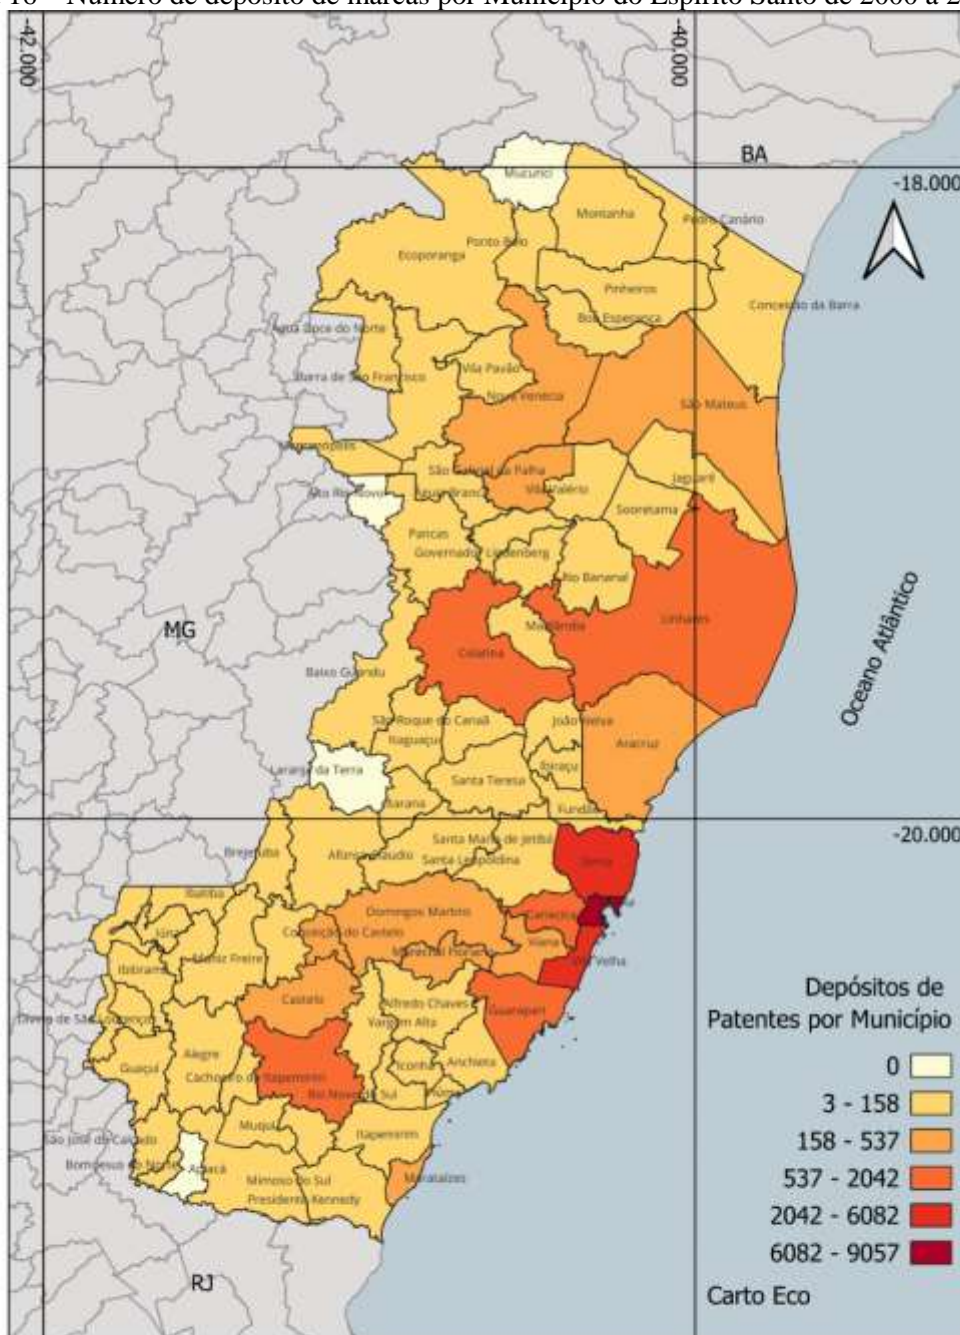 16 – Número de depósito de marcas por Município do Espírito Santo de 2000 a 2
-42.000
-40.000
BA
-18.000
Mucurici
Montanha
Pedro Canário
Ponto Belo
Ecoporanga
Pinheiros
Conceição da Barra
Boa Esperança
Água Doce do Norte
Vila Pavão
Barra de São Francisco
Nova Venécia
São Mateus
Mantenópolis
São Gabriel da Palha
Jaguaré
Alto Rio Novo
Águia Branca
Vila Valério
Sooretama
Pancas
Governador Lindenberg
Rio Bananal
Linhares
MG
Marilândia
Colatina
Oceano Atlântico
Baixo Guandu
São Roque do Canaã
João Neiva
Itaguaçu
Aracruz
Laranja da Terra
Ibiraçu
Santa Teresa
Itarana
Fundão
-20.000
Santa Maria de Jetibá
Brejetuba
Afonso Cláudio
Santa Leopoldina
Serra
Ibatiba
Domingos Martins
Cariacica
Conceição do Castelo
Iúna
Viana
Marechal Floriano
Muniz Freire
Vila Velha
Ibitirama
Castelo
Alfredo Chaves
Guarapari
Divino de São Lourenço
Vargem Alta
Alegre
Guaçuí
Iconha
Anchieta
Cachoeiro de Itapemirim
Rio Novo do Sul
Piúma
Muqui
Itapemirim
São José do Calçado
Bom Jesus do Norte
Apiacá
Mimoso do Sul
Marataízes
Presidente Kennedy
RJ
Depósitos de
Patentes por Município
0
3 - 158
158 - 537
537 - 2042
2042 - 6082
6082 - 9057
Carto Eco